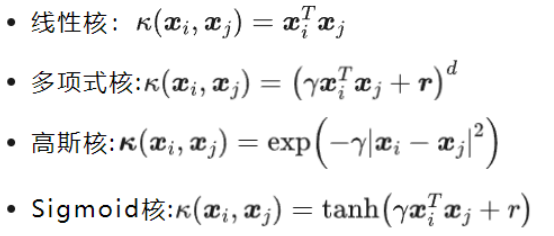 • 线性核：κ(𝒙ᵢ, 𝒙ⱼ) = 𝒙ᵢᵀ𝒙ⱼ
• 多项式核:κ(𝒙ᵢ, 𝒙ⱼ) = (γ𝒙ᵢᵀ𝒙ⱼ + 𝒓)ᵈ
• 高斯核:𝜿(𝒙ᵢ, 𝒙ⱼ) = exp(−γ|𝒙ᵢ − 𝒙ⱼ|²)
• Sigmoid核:κ(𝒙ᵢ, 𝒙ⱼ) = tanh(γ𝒙ᵢᵀ𝒙ⱼ + r)